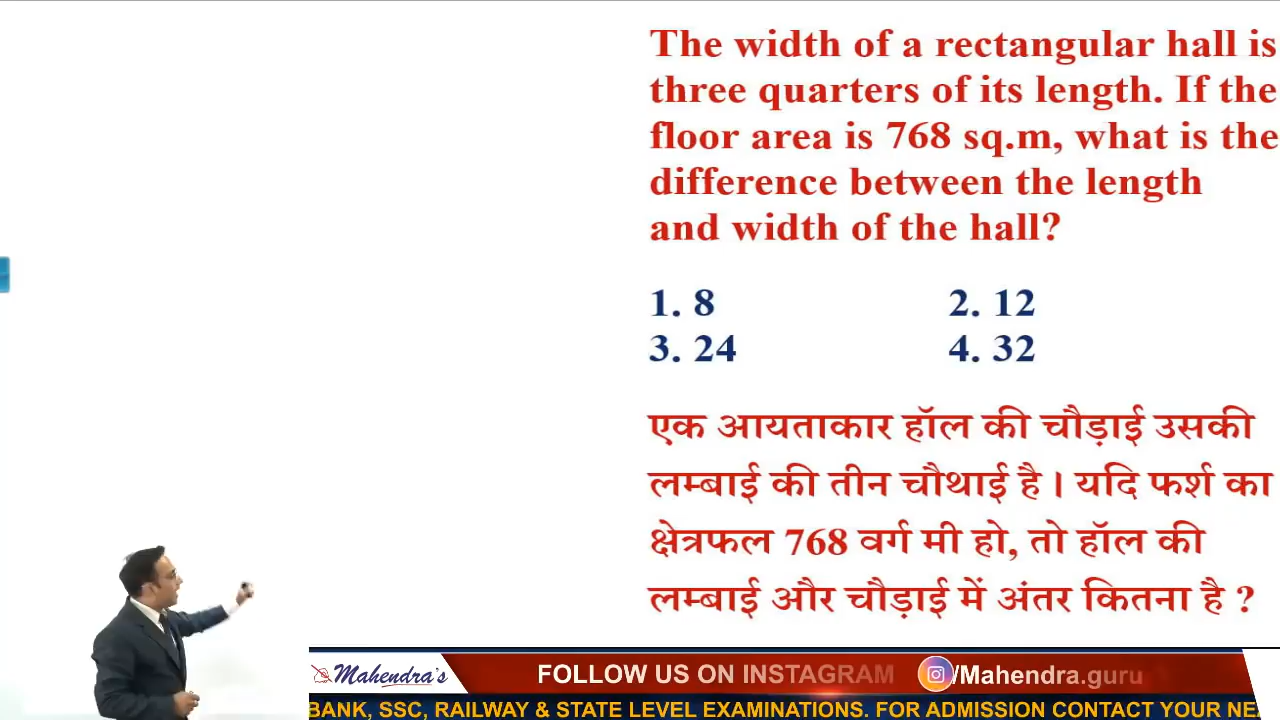 The width of a rectangular hall is
three quarters of its length. If the
floor area is 768 sq.m, what is the
difference between the length
and width of the hall?
1. 8 2. 12
3. 24 4. 32
एक आयताकार हॉल की चौड़ाई उसकी
लम्बाई की तीन चौथाई है। यदि फर्श का
क्षेत्रफल 768 वर्ग मी हो, तो हॉल की
लम्बाई और चौड़ाई में अंतर कितना है ?
Mahendra's FOLLOW US ON INSTAGRAM /Mahendra.guru
BANK, SSC, RAILWAY & STATE LEVEL EXAMINATIONS. FOR ADMISSION CONTACT YOUR